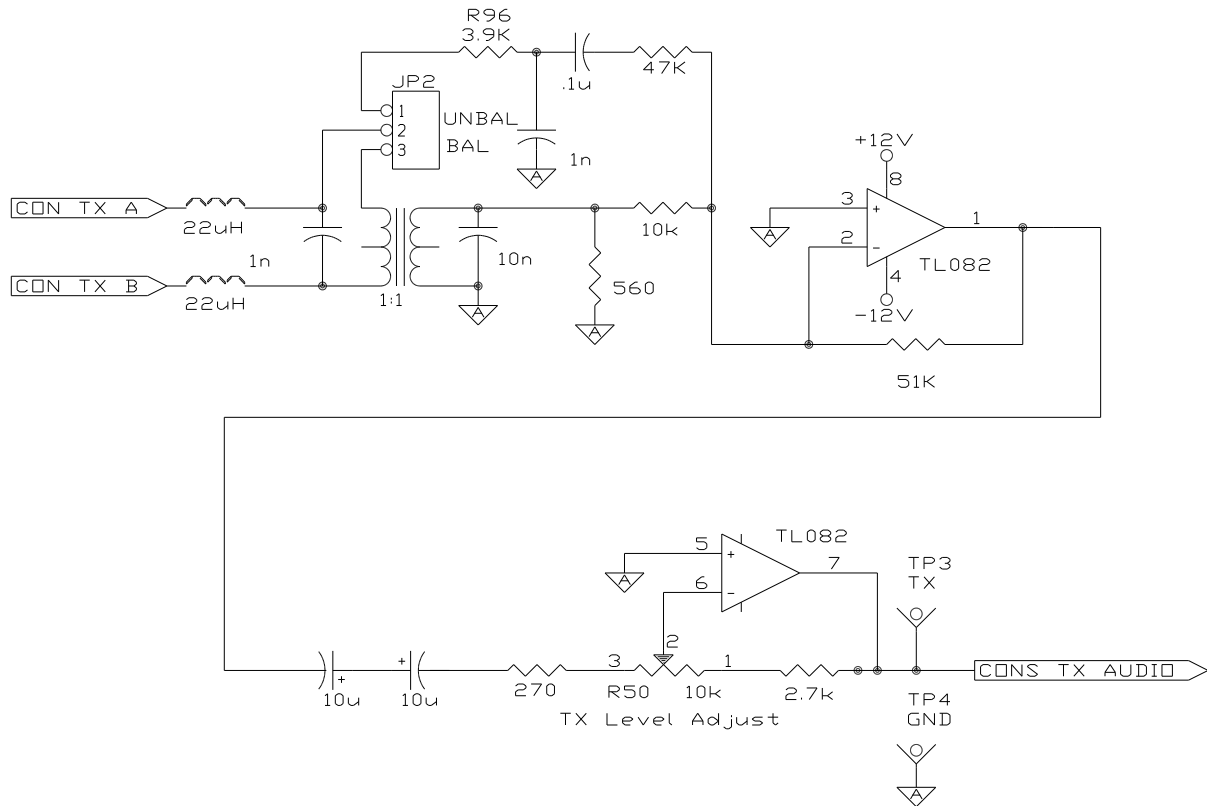 R96
3.9K
.1u
47K
JP2
1
UNBAL
2
BAL
3
1n
A
+12V
8
CON TX A
22uH
3
+
A
10k
1
1n
10n
2
-
TL082
4
CON TX B
22uH
1:1
A
560
A
-12V
51K
TL082
5
+
7
A
6
-
TP3
TX
2
3
1
CONS TX AUDIO
+
10u
+
10u
270
R50
10k
2.7k
TX Level Adjust
TP4
GND
A